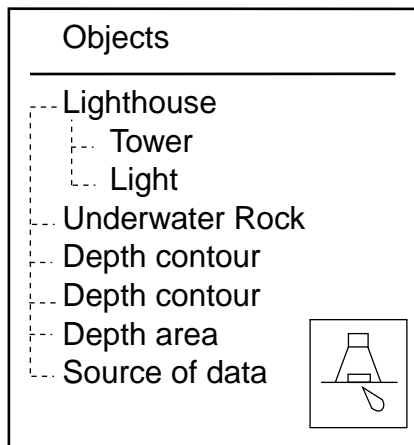 Objects
Lighthouse
Tower
Light
Underwater Rock
Depth contour
Depth contour
Depth area
Source of data